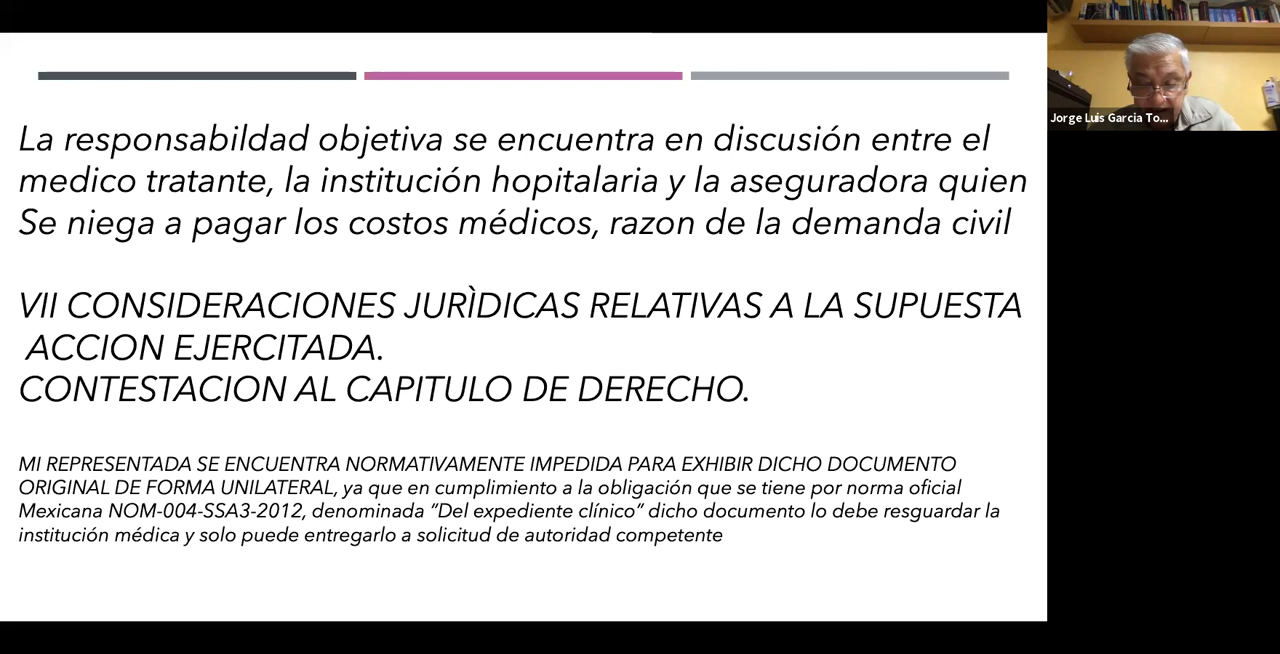 La responsabildad objetiva se encuentra en discusión entre el
medico tratante, la institución hopitalaria y la aseguradora quien
Se niega a pagar los costos médicos, razon de la demanda civil
VII CONSIDERACIONES JURÌDICAS RELATIVAS A LA SUPUESTA
ACCION EJERCITADA.
CONTESTACION AL CAPITULO DE DERECHO.
MI REPRESENTADA SE ENCUENTRA NORMATIVAMENTE IMPEDIDA PARA EXHIBIR DICHO DOCUMENTO
ORIGINAL DE FORMA UNILATERAL, ya que en cumplimiento a la obligación que se tiene por norma oficial
Mexicana NOM-004-SSA3-2012, denominada “Del expediente clínico” dicho documento lo debe resguardar la
institución médica y solo puede entregarlo a solicitud de autoridad competente
Jorge Luis Garcia To...